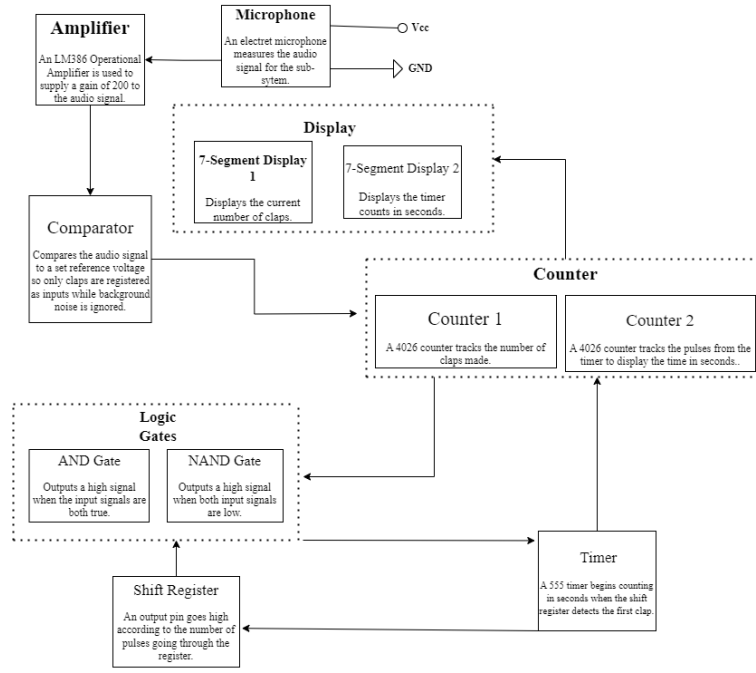 Amplifier
An LM386 Operational
Amplifier is used to
supply a gain of 200 to
the audio signal.
Microphone
An electret microphone
measures the audio
signal for the sub-
sytem.
Vcc
GND
Display
7-Segment Display
1
Displays the current
number of claps.
7-Segment Display 2
Displays the timer
counts in seconds.
Comparator
Compares the audio signal
to a set reference voltage
so only claps are registered
as inputs while background
noise is ignored.
Counter
Counter 1
A 4026 counter tracks the number of
claps made.
Counter 2
A 4026 counter tracks the pulses from the
timer to display the time in seconds..
Logic
Gates
AND Gate
Outputs a high signal
when the input signals are
both true.
NAND Gate
Outputs a high signal
when both input signals
are low.
Timer
A 555 timer begins counting
in seconds when the shift
register detects the first clap.
Shift Register
An output pin goes high
according to the number of
pulses going through the
register.